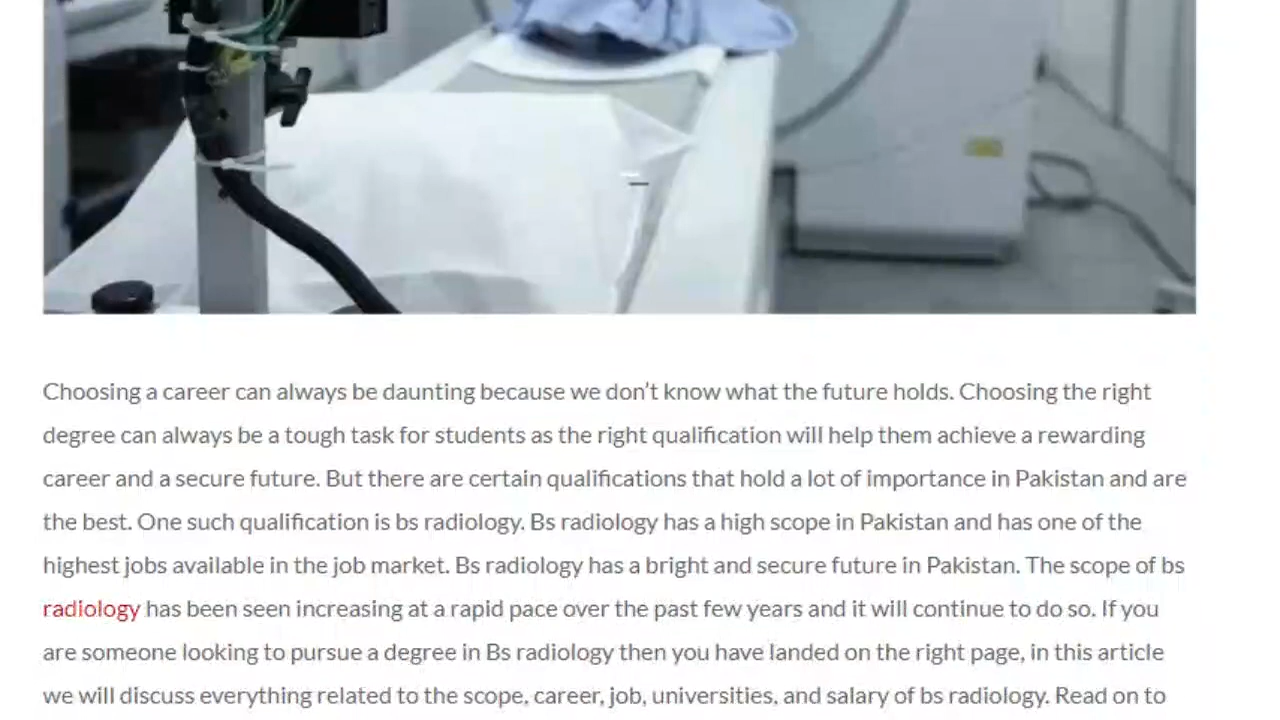 Choosing a career can always be daunting because we don’t know what the future holds. Choosing the right
degree can always be a tough task for students as the right qualification will help them achieve a rewarding
career and a secure future. But there are certain qualifications that hold a lot of importance in Pakistan and are
the best. One such qualification is bs radiology. Bs radiology has a high scope in Pakistan and has one of the
highest jobs available in the job market. Bs radiology has a bright and secure future in Pakistan. The scope of bs
radiology has been seen increasing at a rapid pace over the past few years and it will continue to do so. If you
are someone looking to pursue a degree in Bs radiology then you have landed on the right page, in this article
we will discuss everything related to the scope, career, job, universities, and salary of bs radiology. Read on to